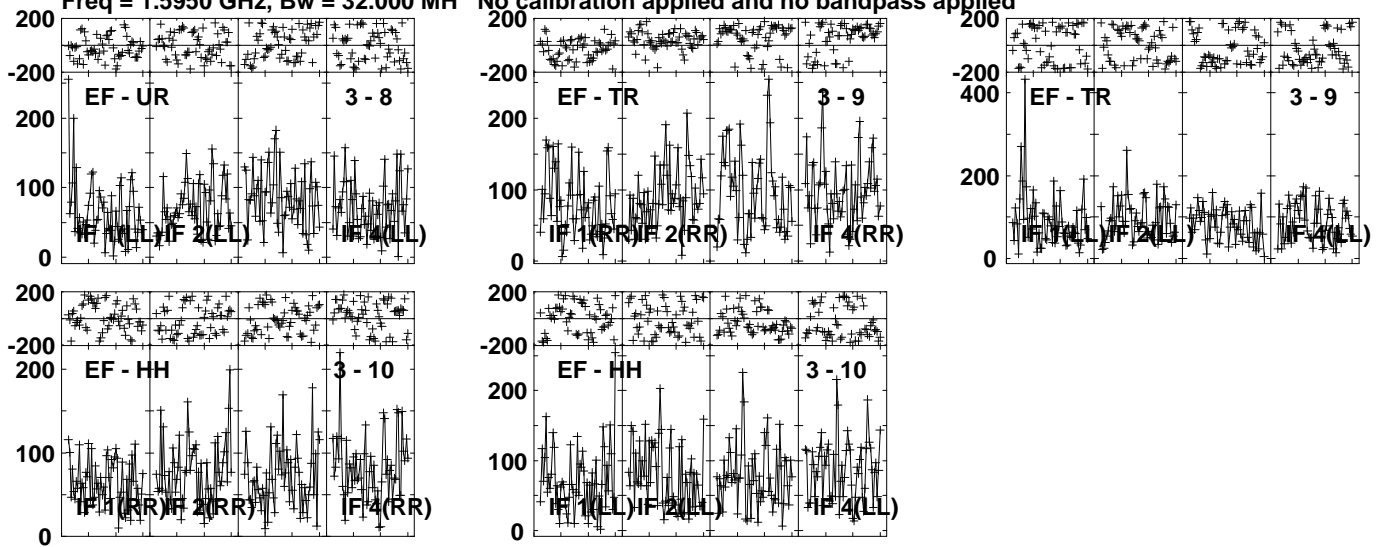 Freq = 1.5950 GHz, Bw = 32.000 MH No calibration applied and no bandpass applied
200
-200
EF - UR 3 - 8
200
100
0
IF 1(LL) IF 2(LL) IF 4(LL)
200
-200
EF - TR 3 - 9
200
100
0
IF 1(RR) IF 2(RR) IF 4(RR)
200
-200
400
EF - TR 3 - 9
200
0
IF 1(LL) IF 2(LL) IF 4(LL)
200
-200
200
EF - HH 3 - 10
100
0
IF 1(RR) IF 2(RR) IF 4(RR)
200
-200
EF - HH 3 - 10
200
100
0
IF 1(LL) IF 2(LL) IF 4(LL)